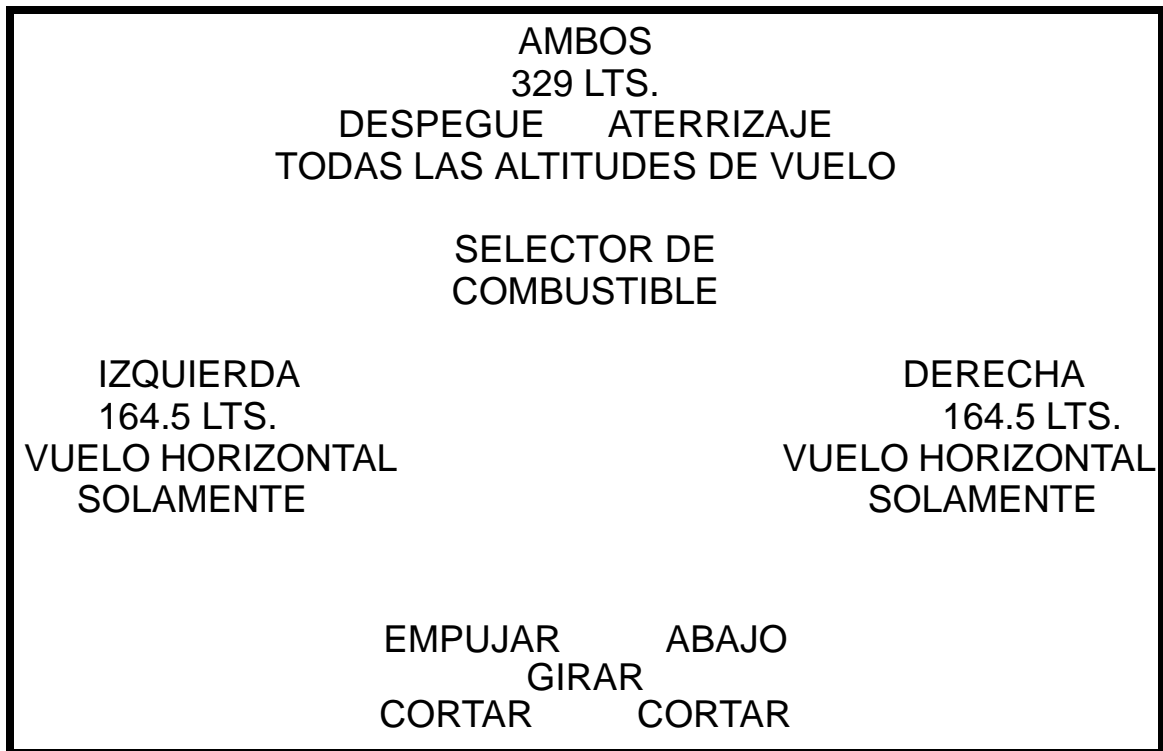 AMBOS
329 LTS.
DESPEGUE ATERRIZAJE
TODAS LAS ALTITUDES DE VUELO
SELECTOR DE
COMBUSTIBLE
IZQUIERDA
164.5 LTS.
VUELO HORIZONTAL
SOLAMENTE
DERECHA
164.5 LTS.
VUELO HORIZONTAL
SOLAMENTE
EMPUJAR ABAJO
GIRAR
CORTAR CORTAR